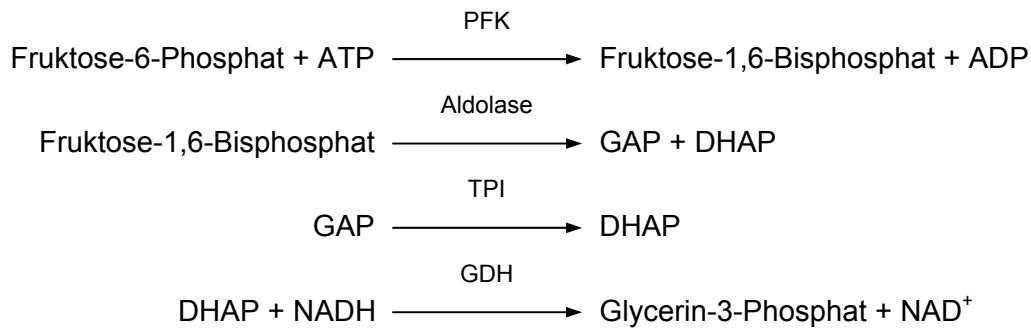 PFK
Fruktose-6-Phosphat + ATP Fruktose-1,6-Bisphosphat + ADP
Aldolase
Fruktose-1,6-Bisphosphat GAP + DHAP
TPI
GAP DHAP
GDH
DHAP + NADH Glycerin-3-Phosphat + NAD⁺